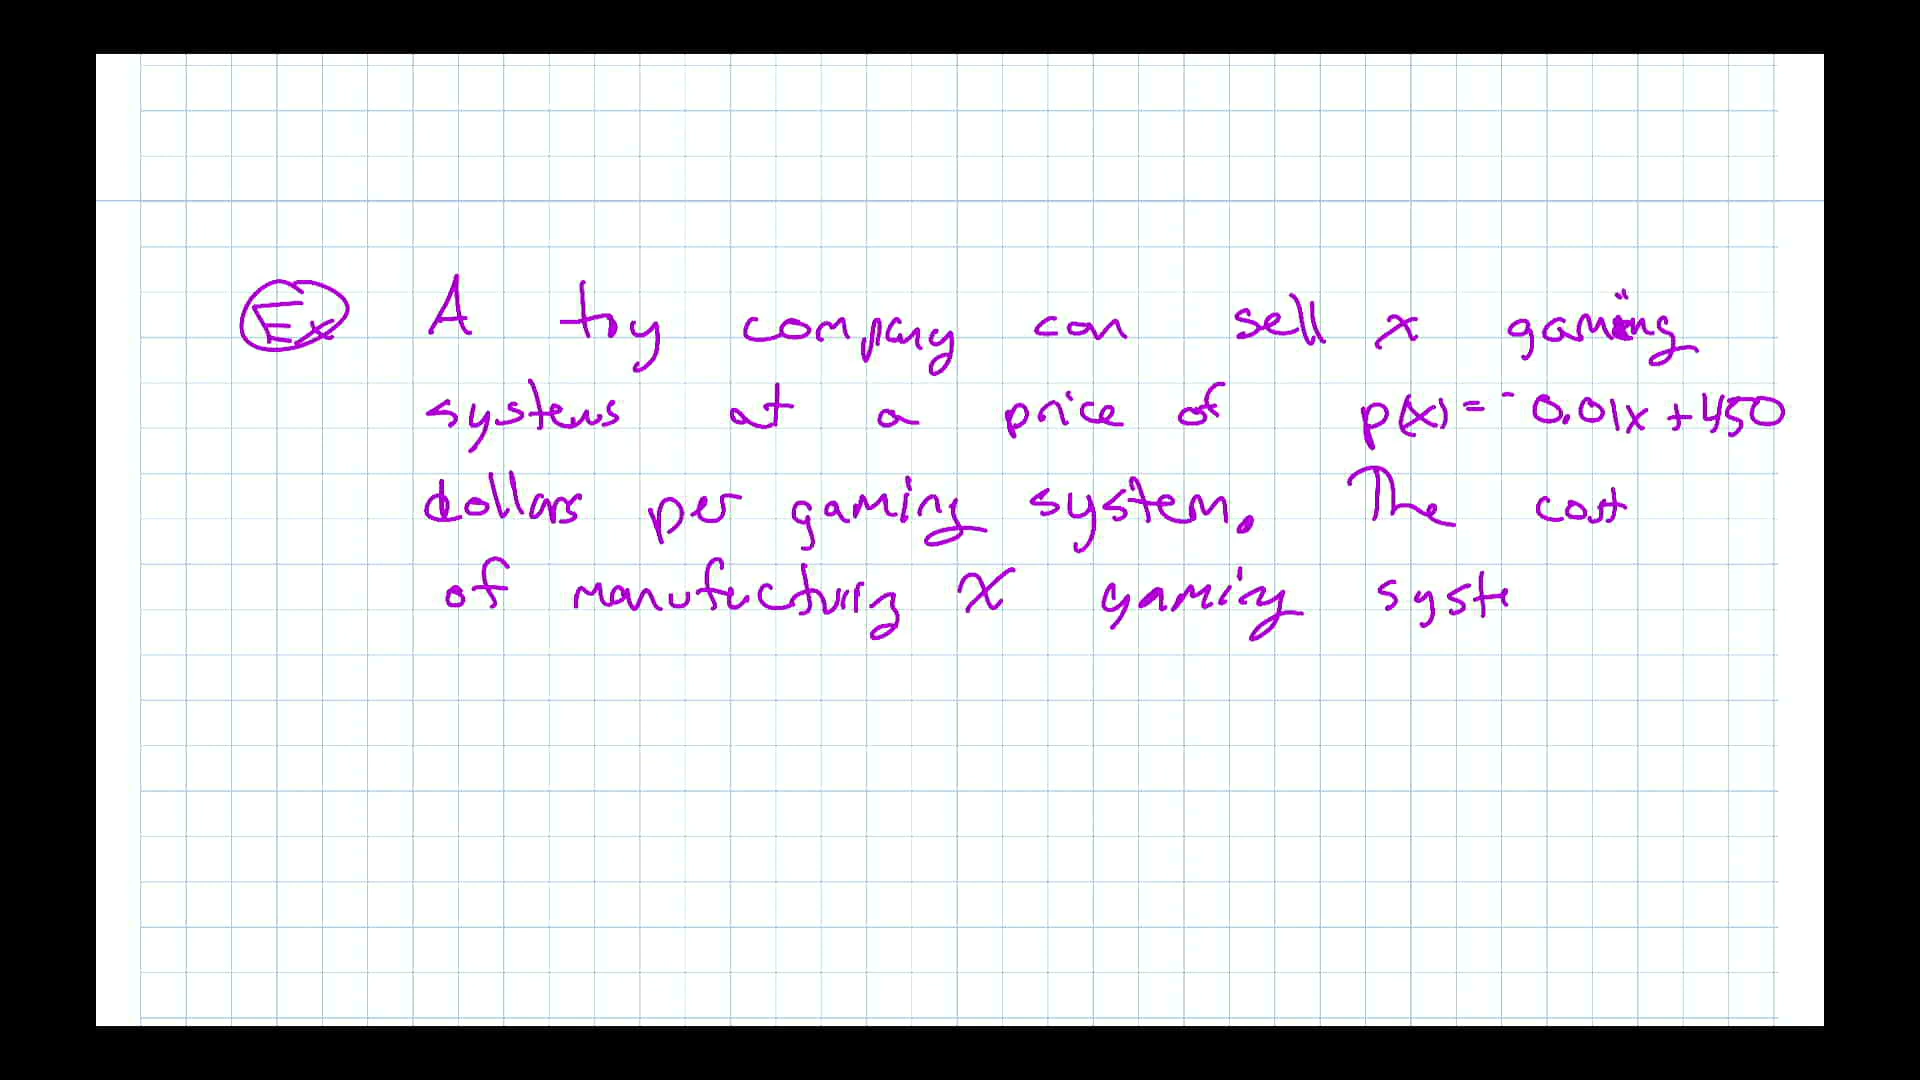 Ex A toy company can sell x gaming
systems at a price of p(x) = -0.01x + 450
dollars per gaming system. The cost
of manufacturing x gaming syste